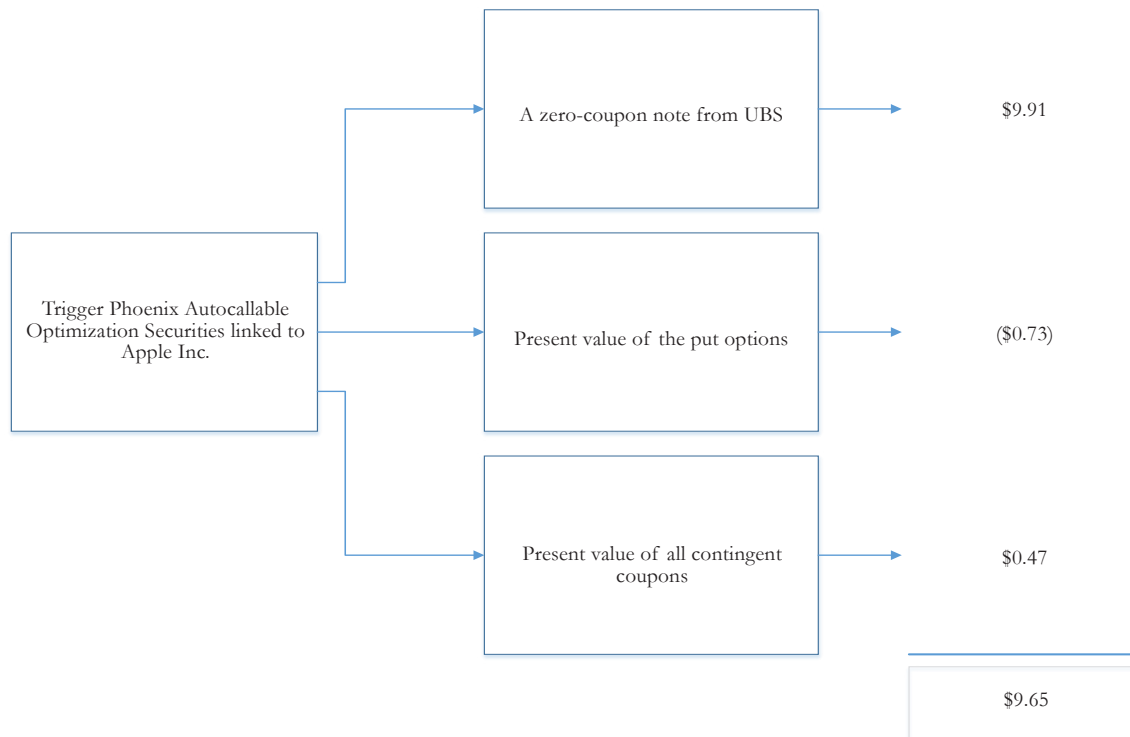 A zero-coupon note from UBS
$9.91
Trigger Phoenix Autocallable
Optimization Securities linked to
Apple Inc.
Present value of the put options
($0.73)
Present value of all contingent
coupons
$0.47
$9.65